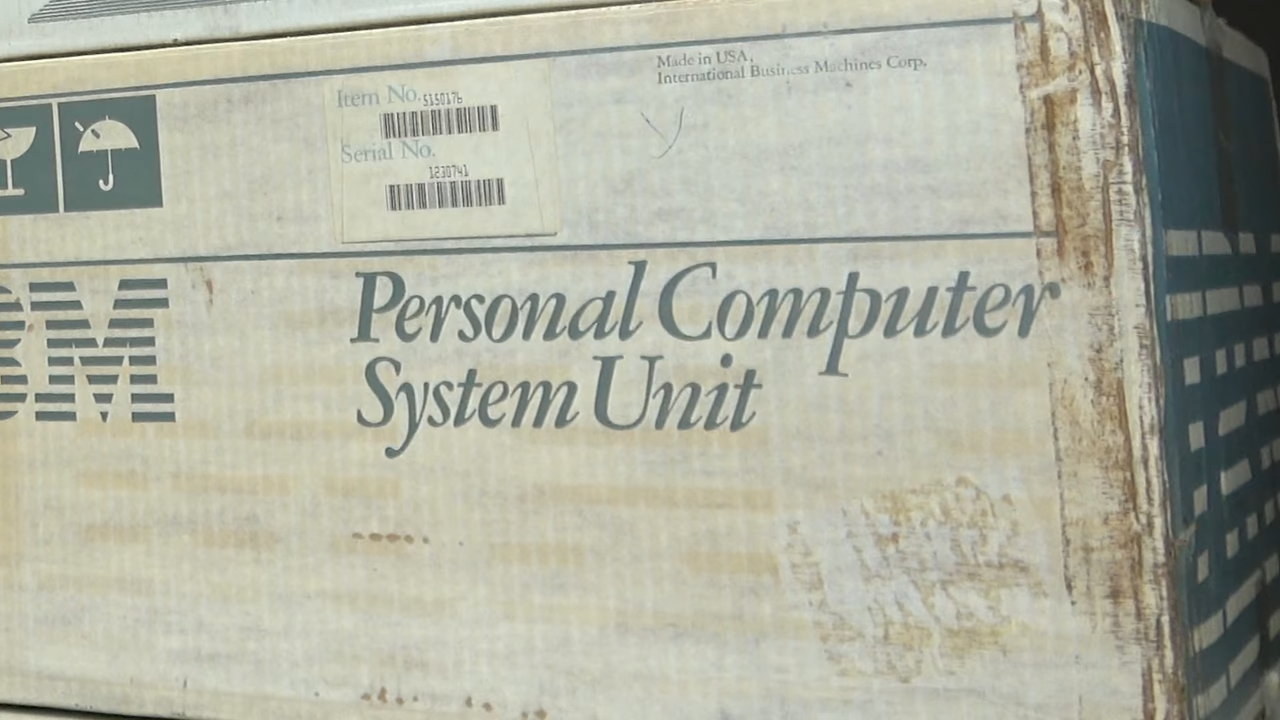 Made in USA,
International Business Machines Corp,
Item No. 5150176
Serial No.
1230741
BM
Personal Computer
System Unit